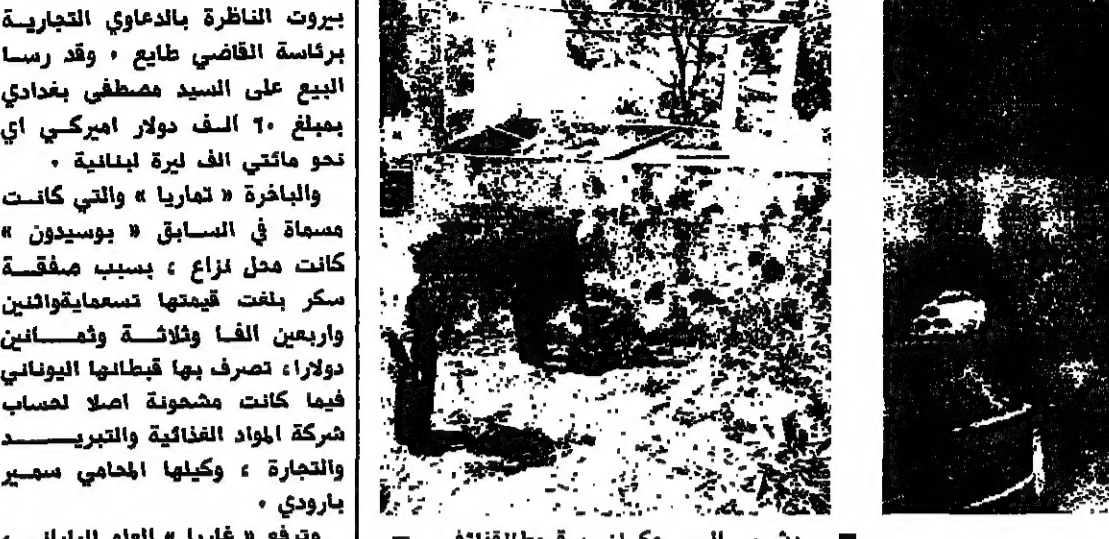 بيروت الناظرة بالدعاوي التجارية
برئاسة القاضي طايع ٠ وقد رسا
البيع على السيد مصطفى بغدادي
بمبلغ ٦٠ الف دولار اميركي اي
نحو مائتي الف ليرة لبنانية ٠
والباخرة « تماريا » والتي كانت
مسماة في السابق « بوسيدون »
كانت محل نزاع ، بسبب صفقة
سكر بلغت قيمتها تسعمايةواثنين
واربعين الفا وثلاثة وثمانين
دولارا، تصرف بها قبطانها اليوناني
فيما كانت مشحونة اصلا لحساب
شركة المواد الغذائية والتبريد
والتجارة ، وكيلها المحامي سمير
بارودي ٠